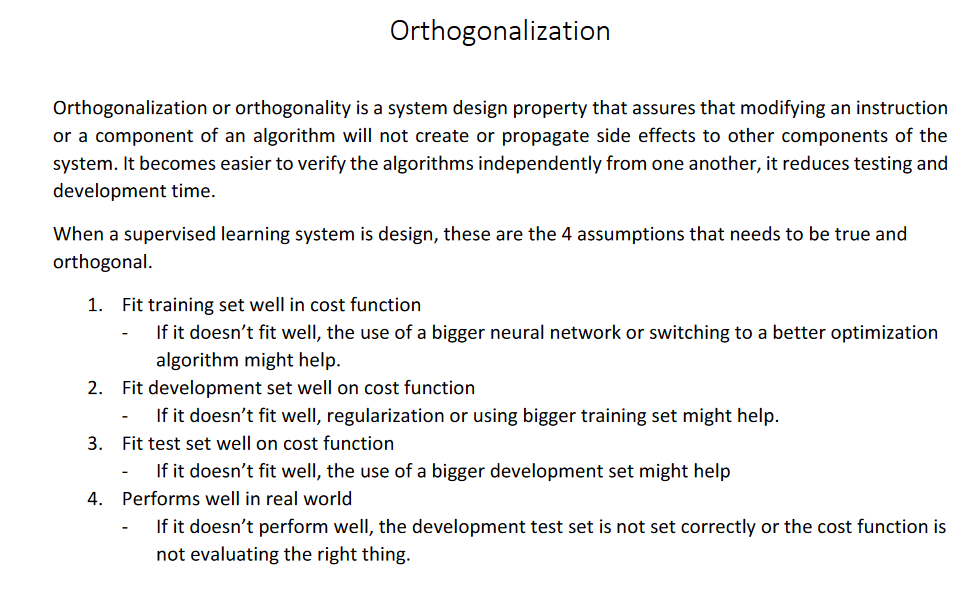 Orthogonalization
Orthogonalization or orthogonality is a system design property that assures that modifying an instruction
or a component of an algorithm will not create or propagate side effects to other components of the
system. It becomes easier to verify the algorithms independently from one another, it reduces testing and
development time.
When a supervised learning system is design, these are the 4 assumptions that needs to be true and
orthogonal.
1. Fit training set well in cost function
- If it doesn’t fit well, the use of a bigger neural network or switching to a better optimization
algorithm might help.
2. Fit development set well on cost function
- If it doesn’t fit well, regularization or using bigger training set might help.
3. Fit test set well on cost function
- If it doesn’t fit well, the use of a bigger development set might help
4. Performs well in real world
- If it doesn’t perform well, the development test set is not set correctly or the cost function is
not evaluating the right thing.